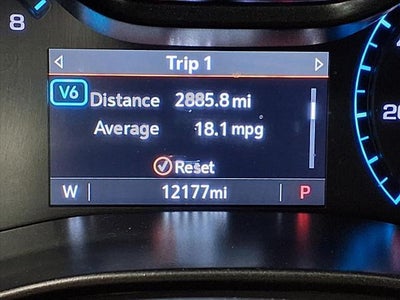 8
Trip 1
V6
Distance 2885.8 mi
Average 18.1 mpg
Reset
W 12177mi P